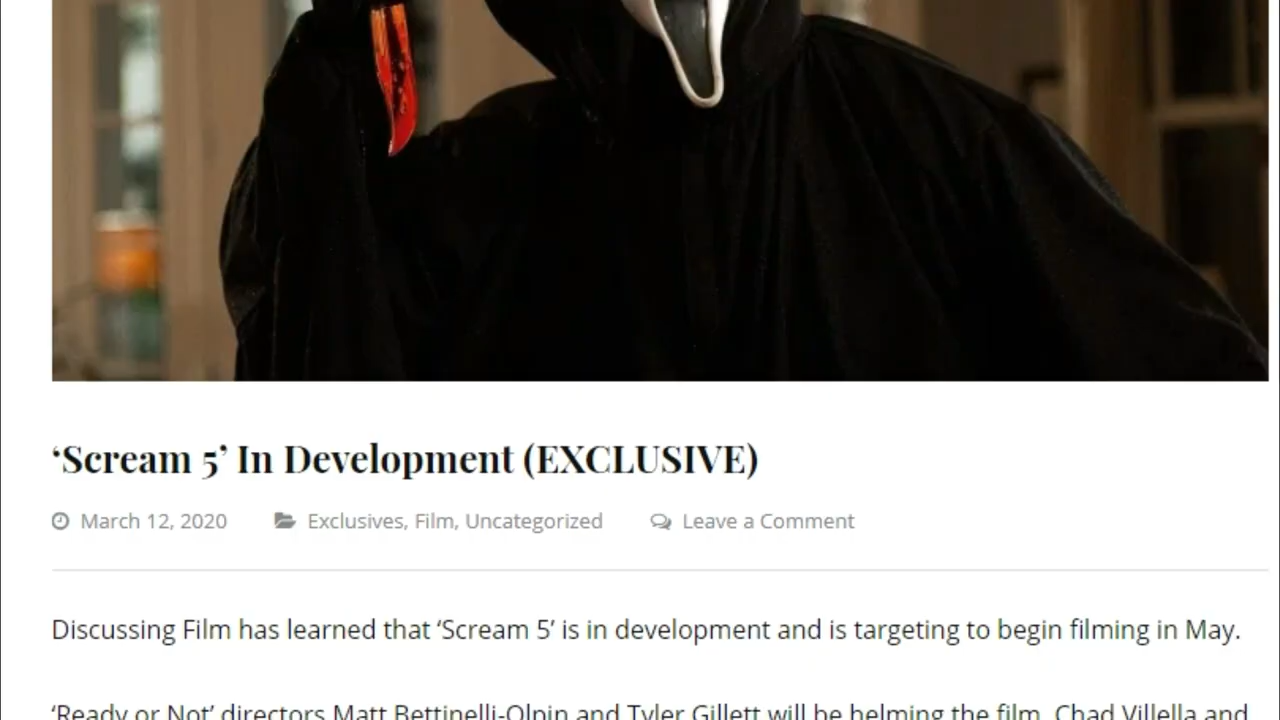 ‘Scream 5’ In Development (EXCLUSIVE)
March 12, 2020 Exclusives, Film, Uncategorized Leave a Comment
Discussing Film has learned that ‘Scream 5’ is in development and is targeting to begin filming in May.
‘Ready or Not’ directors Matt Bettinelli-Olpin and Tyler Gillett will be helming the film. Chad Villella and